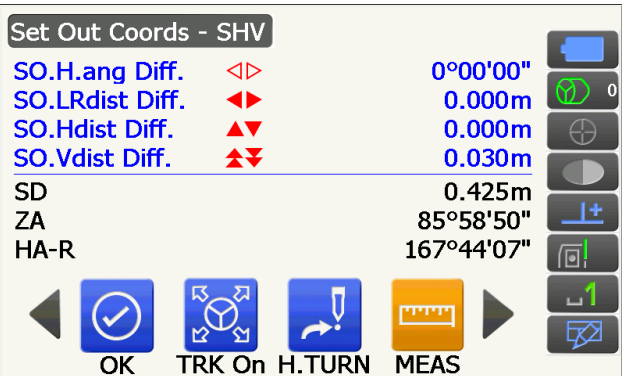 Set Out Coords - SHV
SO.H.ang Diff. 0°00'00"
SO.LRdist Diff. 0.000m
SO.Hdist Diff. 0.000m
SO.Vdist Diff. 0.030m
SD 0.425m
ZA 85°58'50"
HA-R 167°44'07"
OK TRK On H.TURN MEAS
0
1